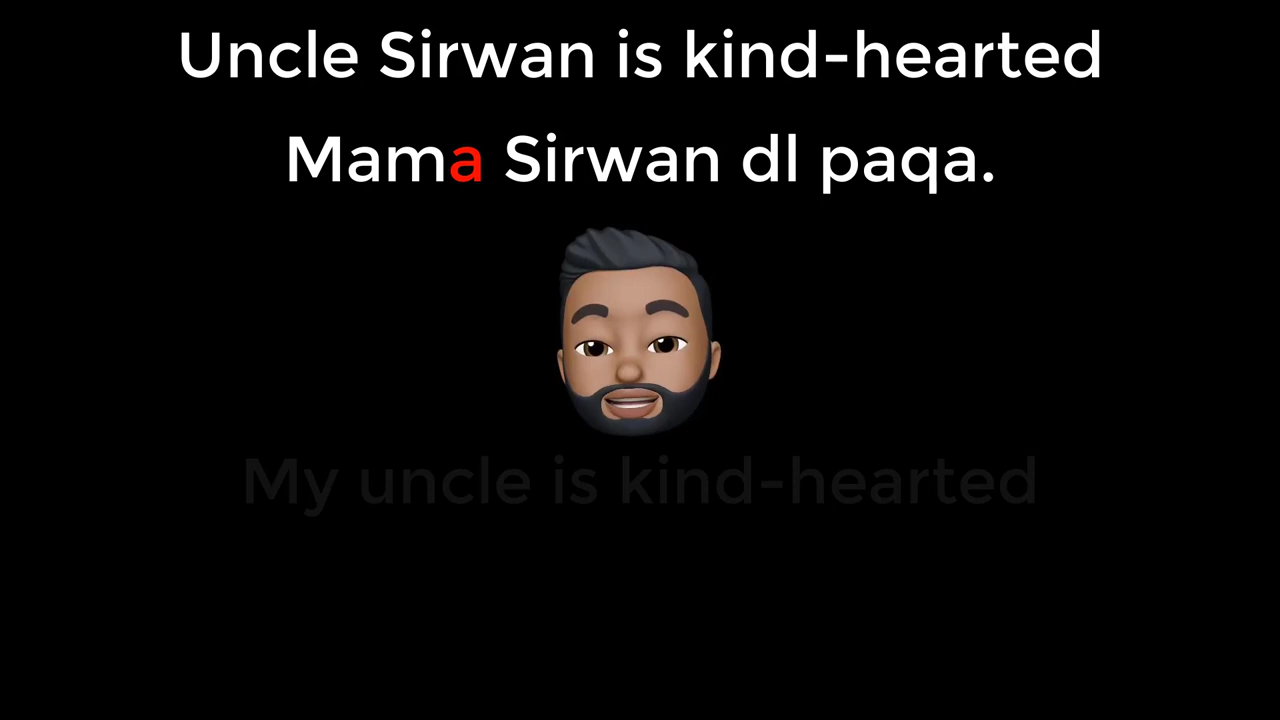 Uncle Sirwan is kind-hearted
Mama Sirwan dl paqa.
My uncle is kind-hearted